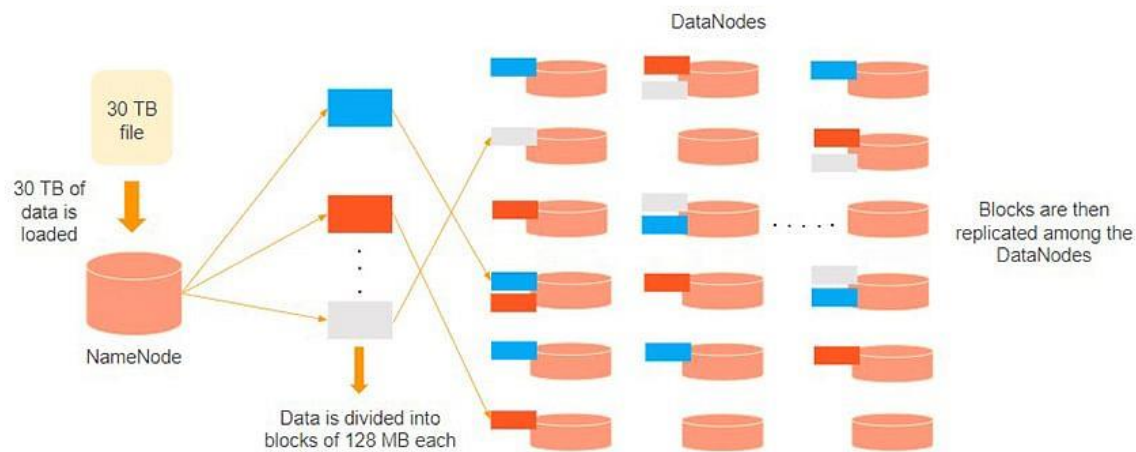 DataNodes
30 TB
file
30 TB of
data is
loaded
NameNode
Data is divided into
blocks of 128 MB each
Blocks are then
replicated among the
DataNodes